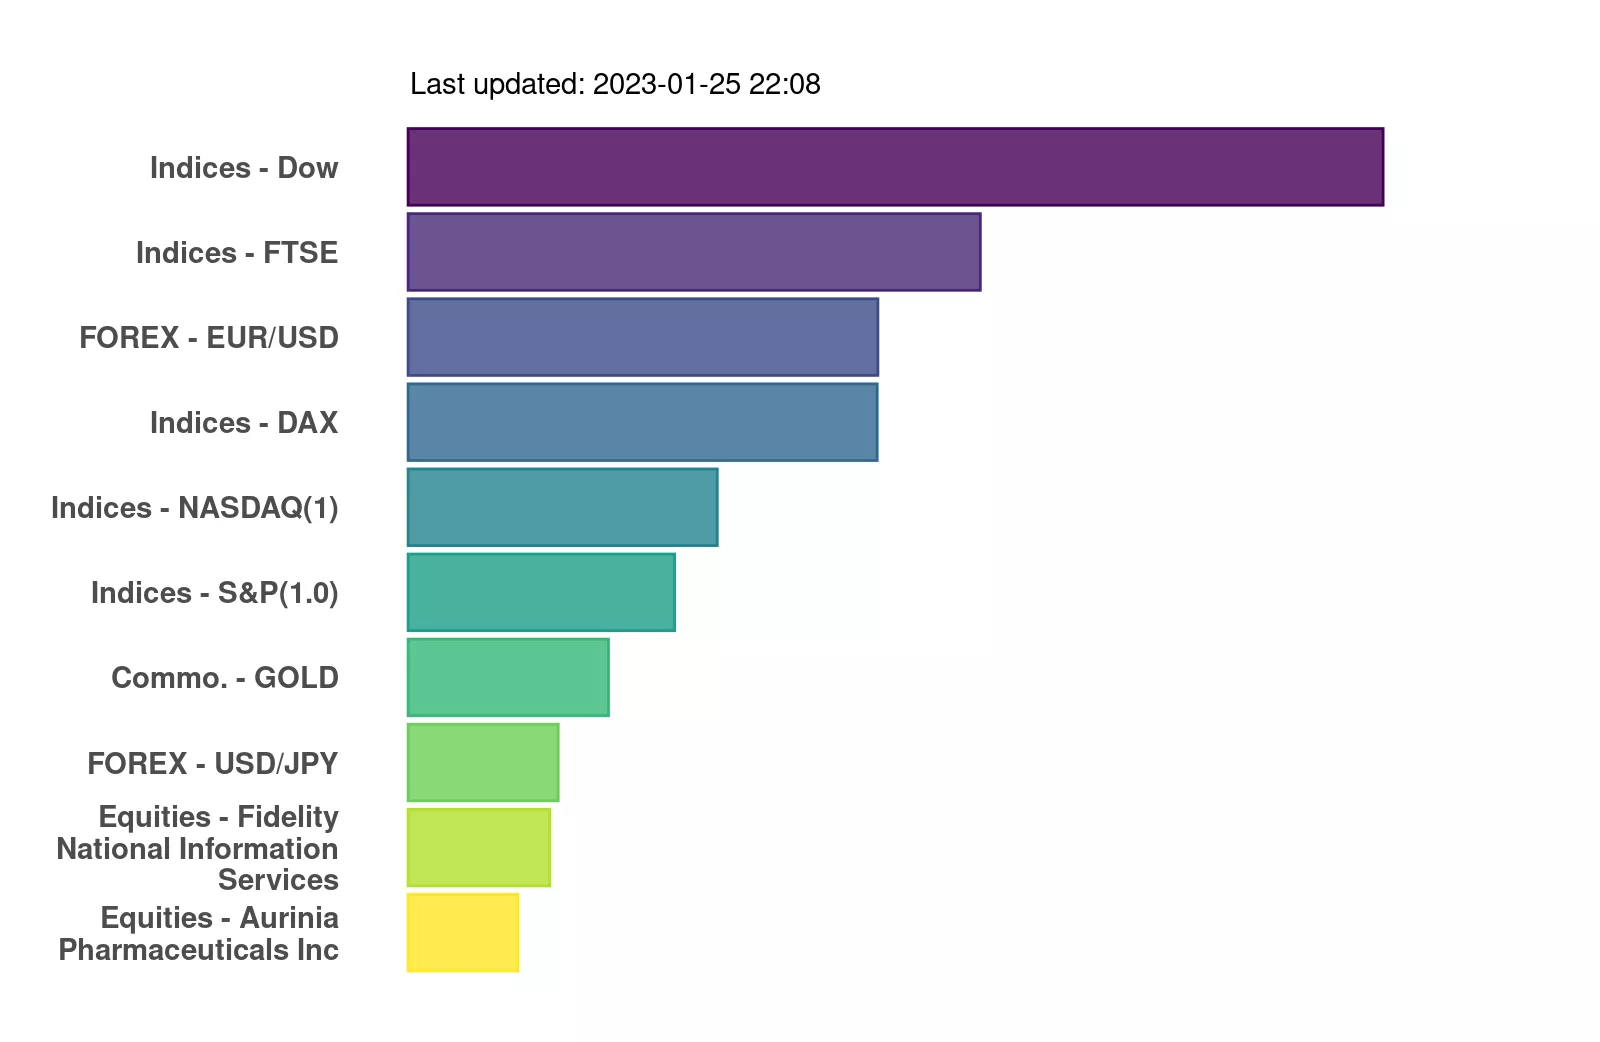 Last updated: 2023-01-25 22:08
Indices - Dow
Indices - FTSE
FOREX - EUR/USD
Indices - DAX
Indices - NASDAQ(1)
Indices - S&P(1.0)
Commo. - GOLD
FOREX - USD/JPY
Equities - Fidelity
National Information
Services
Equities - Aurinia
Pharmaceuticals Inc